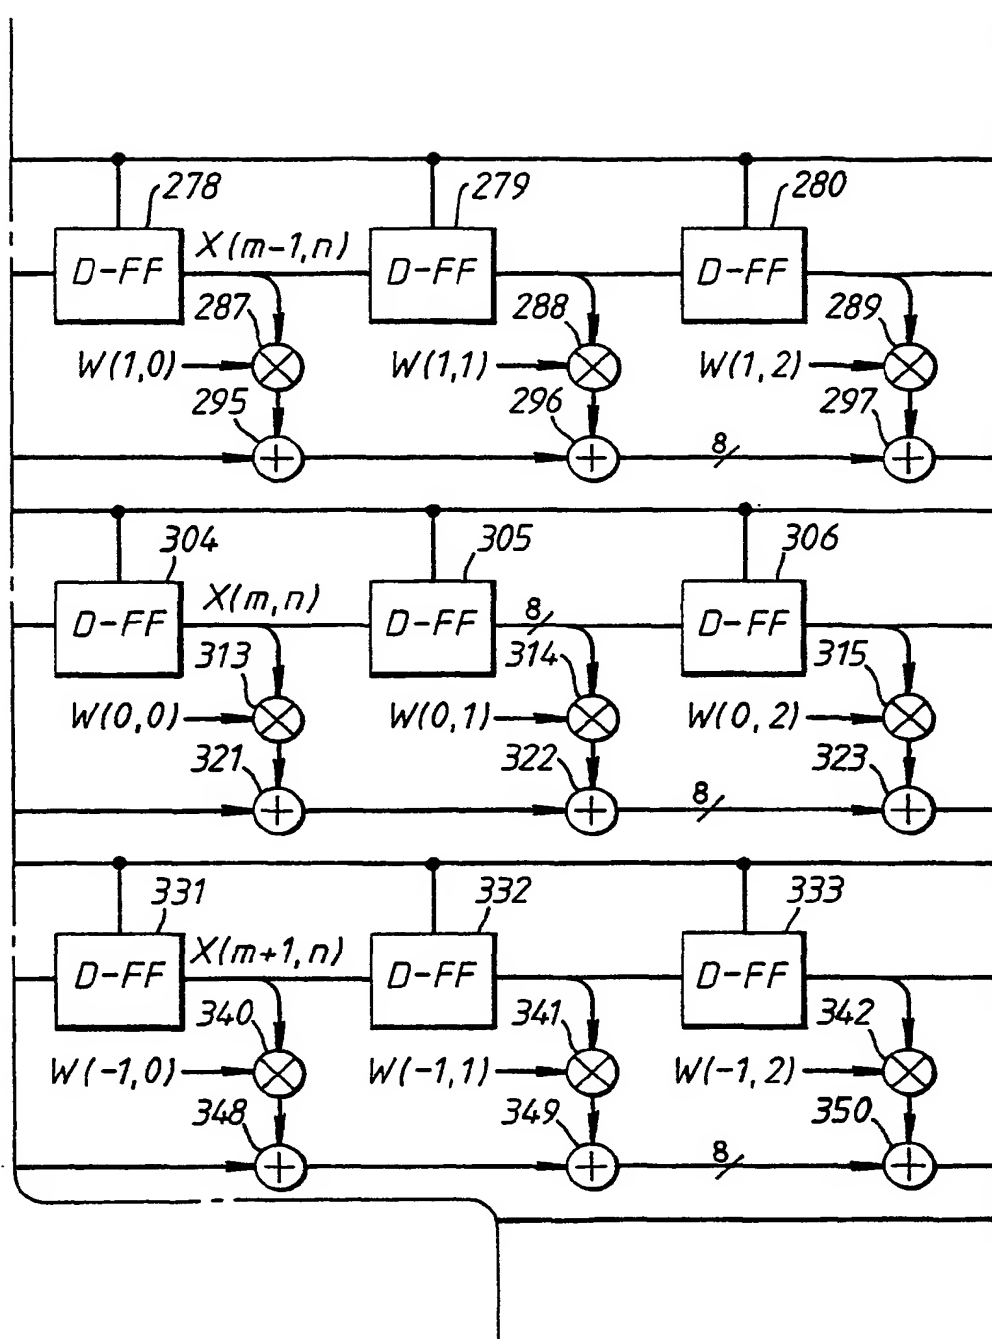 278 279 280
X(m-1,n)
D-FF D-FF D-FF
287 288 289
W(1,0) W(1,1) W(1,2)
295 296 297
8
304 305 306
X(m,n) 8
D-FF D-FF D-FF
313 314 315
W(0,0) W(0,1) W(0,2)
321 322 323
8
331 332 333
X(m+1,n)
D-FF D-FF D-FF
340 341 342
W(-1,0) W(-1,1) W(-1,2)
348 349 350
8